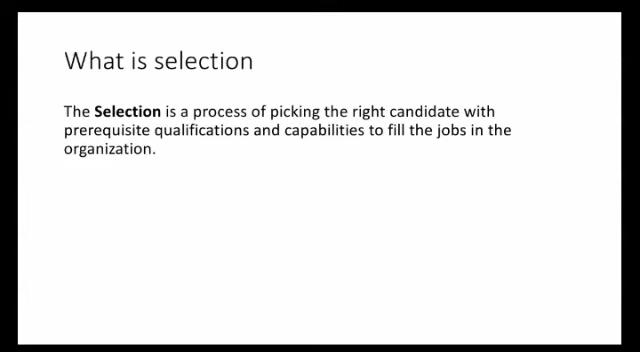 What is selection
The Selection is a process of picking the right candidate with
prerequisite qualifications and capabilities to fill the jobs in the
organization.